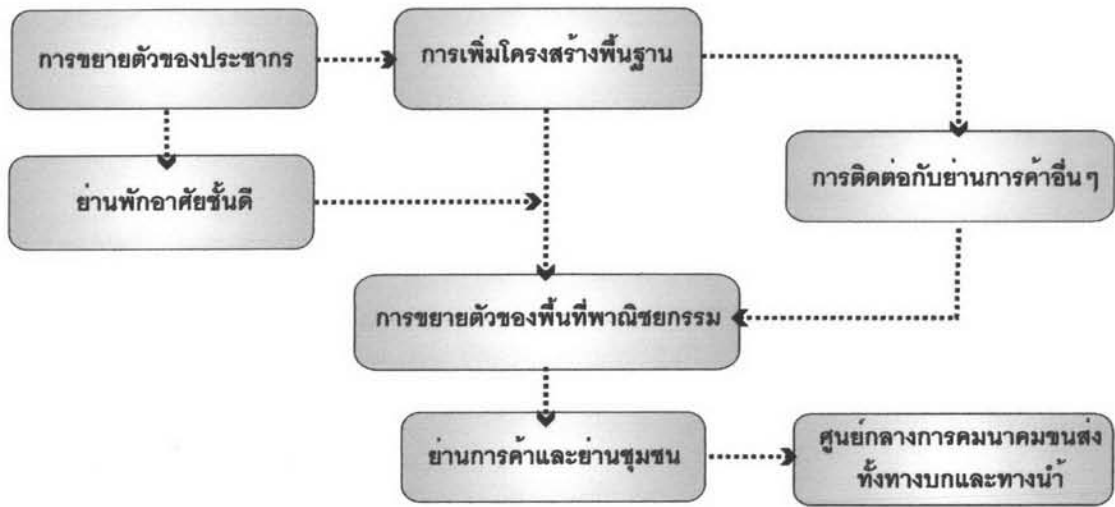 การขยายตัวของประชากร
การเพิ่มโครงสร้างพื้นฐาน
ย่านพักอาศัยชั้นดี
การติดต่อกับย่านการค้าอื่นๆ
การขยายตัวของพื้นที่พาณิชยกรรม
ย่านการค้าและย่านชุมชน
ศูนย์กลางการคมนาคมขนส่ง
ทั้งทางบกและทางน้ำ